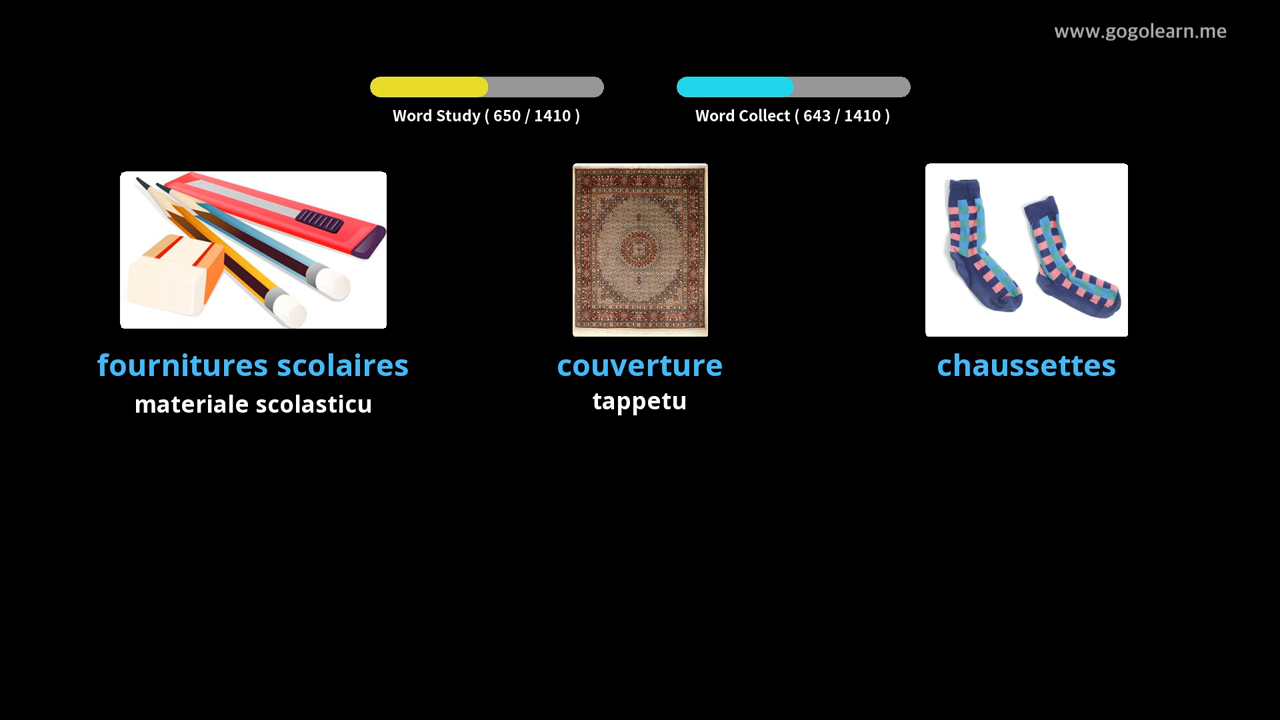 www.gogolearn.me
Word Study ( 650 / 1410 )
Word Collect ( 643 / 1410 )
fournitures scolaires
materiale scolasticu
couverture
tappetu
chaussettes